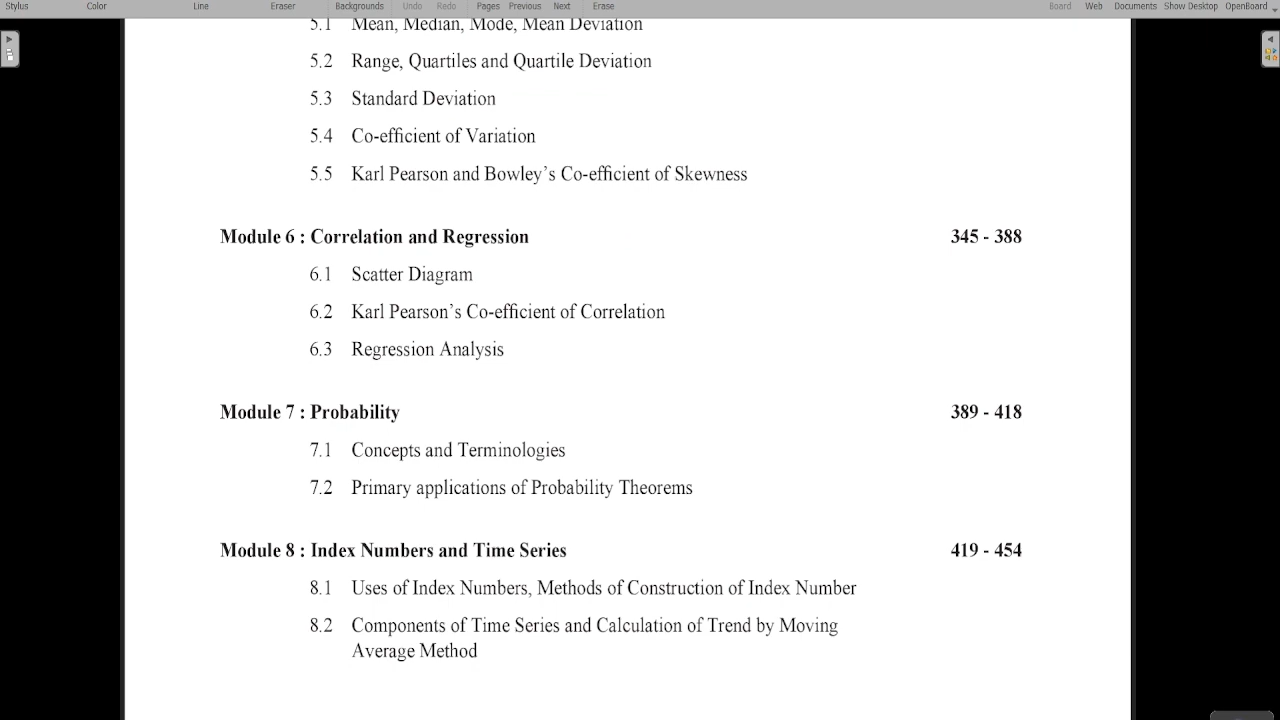 Stylus Color Line Eraser Backgrounds Undo Redo Pages Previous Next Erase Board Web Documents Show Desktop OpenBoard
5.1 Mean, Median, Mode, Mean Deviation
5.2 Range, Quartiles and Quartile Deviation
5.3 Standard Deviation
5.4 Co-efficient of Variation
5.5 Karl Pearson and Bowley’s Co-efficient of Skewness
Module 6 : Correlation and Regression 345 - 388
6.1 Scatter Diagram
6.2 Karl Pearson’s Co-efficient of Correlation
6.3 Regression Analysis
Module 7 : Probability 389 - 418
7.1 Concepts and Terminologies
7.2 Primary applications of Probability Theorems
Module 8 : Index Numbers and Time Series 419 - 454
8.1 Uses of Index Numbers, Methods of Construction of Index Number
8.2 Components of Time Series and Calculation of Trend by Moving
Average Method